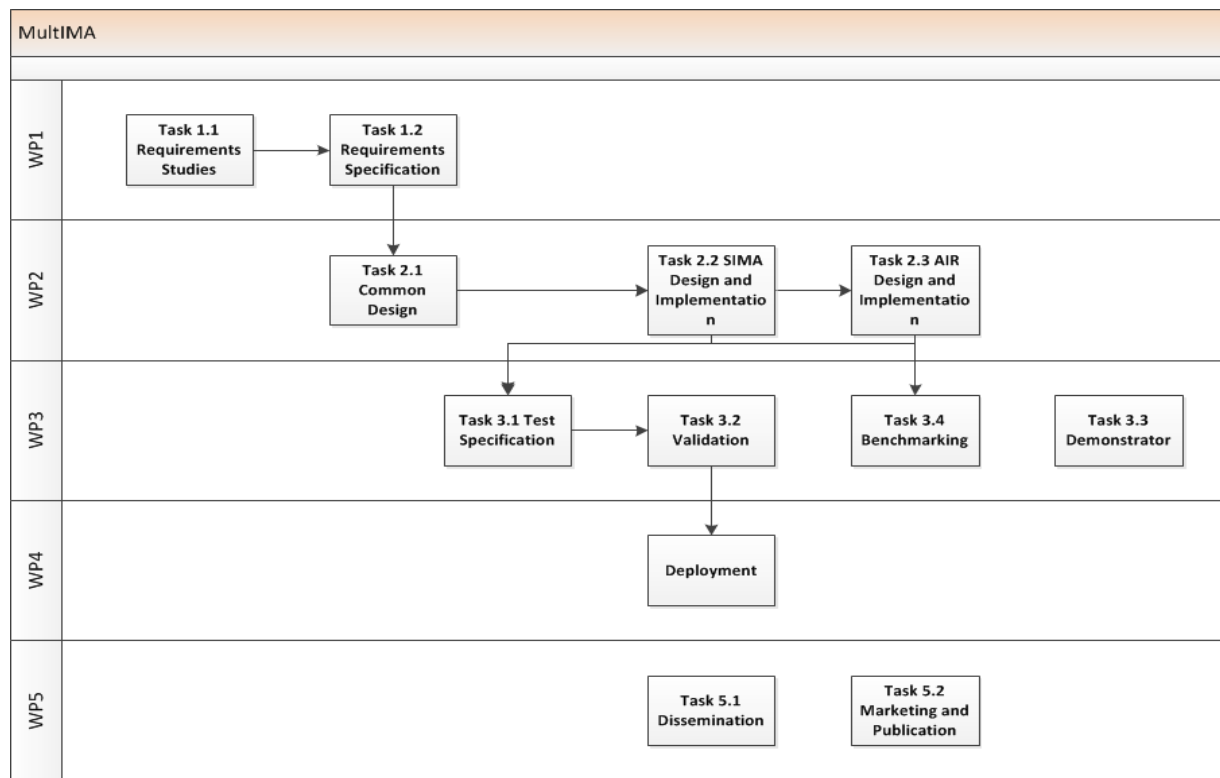 MultIMA
WP1
Task 1.1
Requirements
Studies
Task 1.2
Requirements
Specification
WP2
Task 2.1
Common
Design
Task 2.2 SIMA
Design and
Implementatio
n
Task 2.3 AIR
Design and
Implementatio
n
WP3
Task 3.1 Test
Specification
Task 3.2
Validation
Task 3.4
Benchmarking
Task 3.3
Demonstrator
WP4
Deployment
WP5
Task 5.1
Dissemination
Task 5.2
Marketing and
Publication